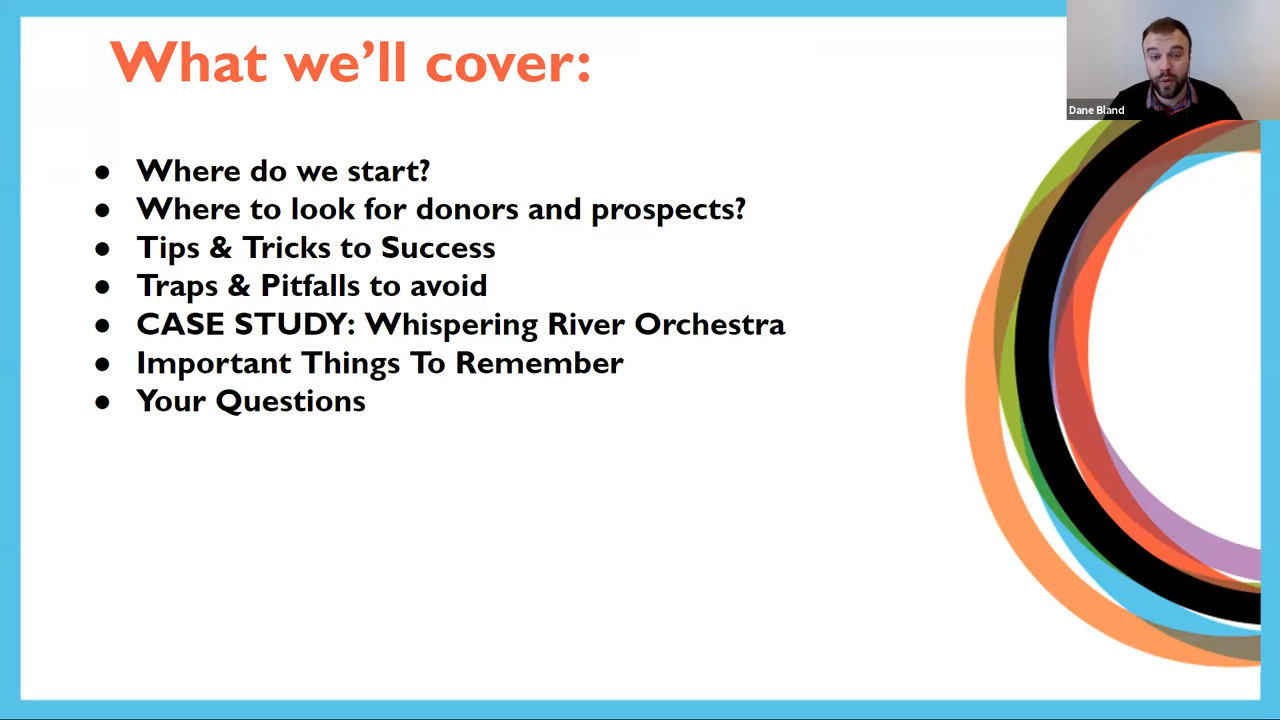 What we’ll cover:
Dane Bland
● Where do we start?
● Where to look for donors and prospects?
● Tips & Tricks to Success
● Traps & Pitfalls to avoid
● CASE STUDY: Whispering River Orchestra
● Important Things To Remember
● Your Questions